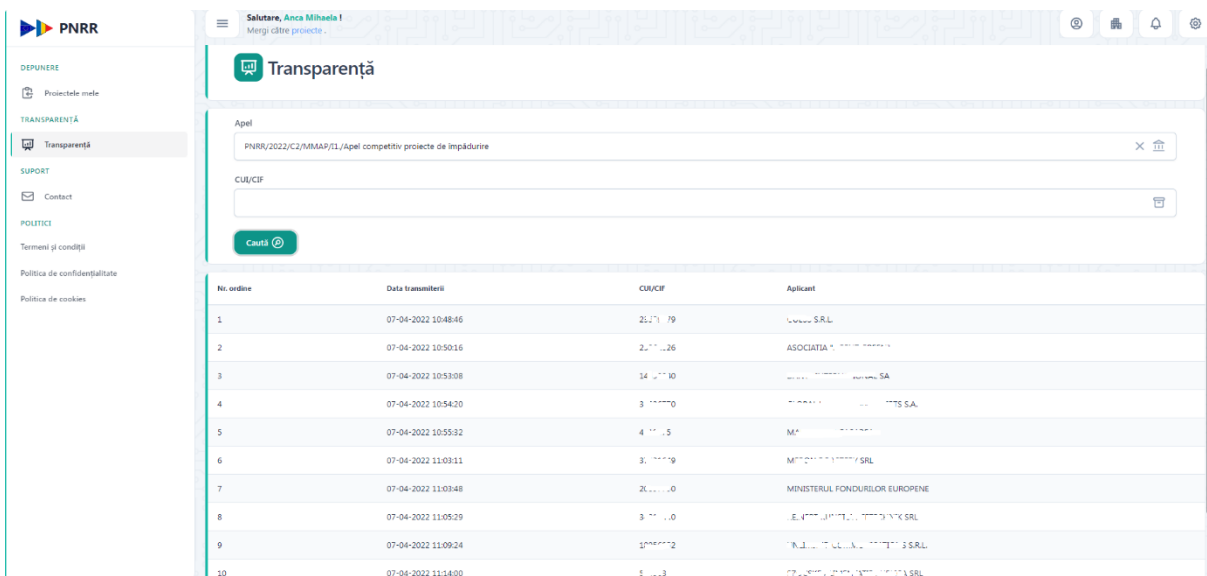 PNRR
Salutare, Anca Mihaela !
Mergi către proiecte .
DEPUNERE
Proiectele mele
TRANSPARENȚĂ
Transparență
SUPORT
Contact
POLITICI
Termeni și condiții
Politica de confidențialitate
Politica de cookies
Transparență
Apel
PNRR/2022/C2/MMAP/I1./Apel competitiv proiecte de împădurire
CUI/CIF
Caută
Nr. ordine Data transmiterii CUI/CIF Aplicant
1 07-04-2022 10:48:46 S.R.L.
2 07-04-2022 10:50:16 ASOCIATIA
3 07-04-2022 10:53:08 SA
4 07-04-2022 10:54:20 S.A.
5 07-04-2022 10:55:32
6 07-04-2022 11:03:11 SRL
7 07-04-2022 11:03:48 MINISTERUL FONDURILOR EUROPENE
8 07-04-2022 11:05:29 SRL
9 07-04-2022 11:09:24 S.R.L.
10 07-04-2022 11:14:00 SRL